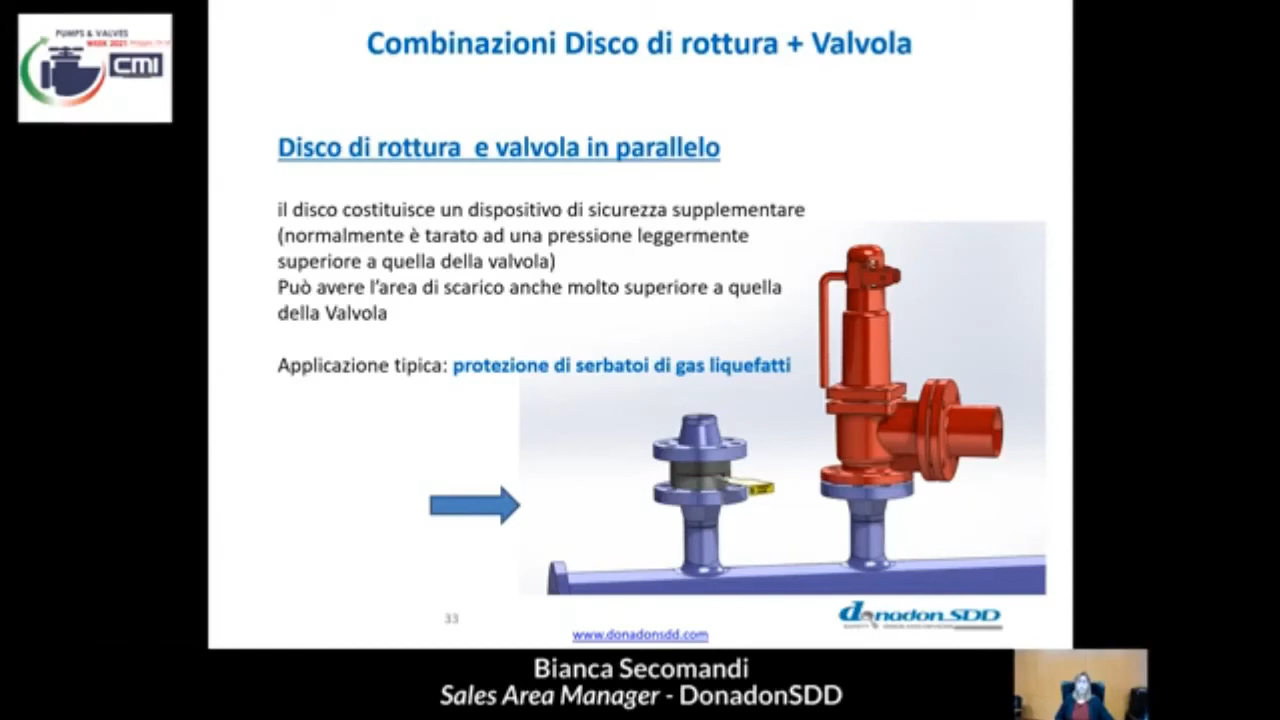 PUMPS & VALVES
WEEK 2021
CMI
Combinazioni Disco di rottura + Valvola
Disco di rottura e valvola in parallelo
il disco costituisce un dispositivo di sicurezza supplementare
(normalmente è tarato ad una pressione leggermente
superiore a quella della valvola)
Può avere l'area di scarico anche molto superiore a quella
della Valvola
Applicazione tipica: protezione di serbatoi di gas liquefatti
33
www.donadonsdd.com
donadon SDD
Bianca Secomandi
Sales Area Manager - DonadonSDD